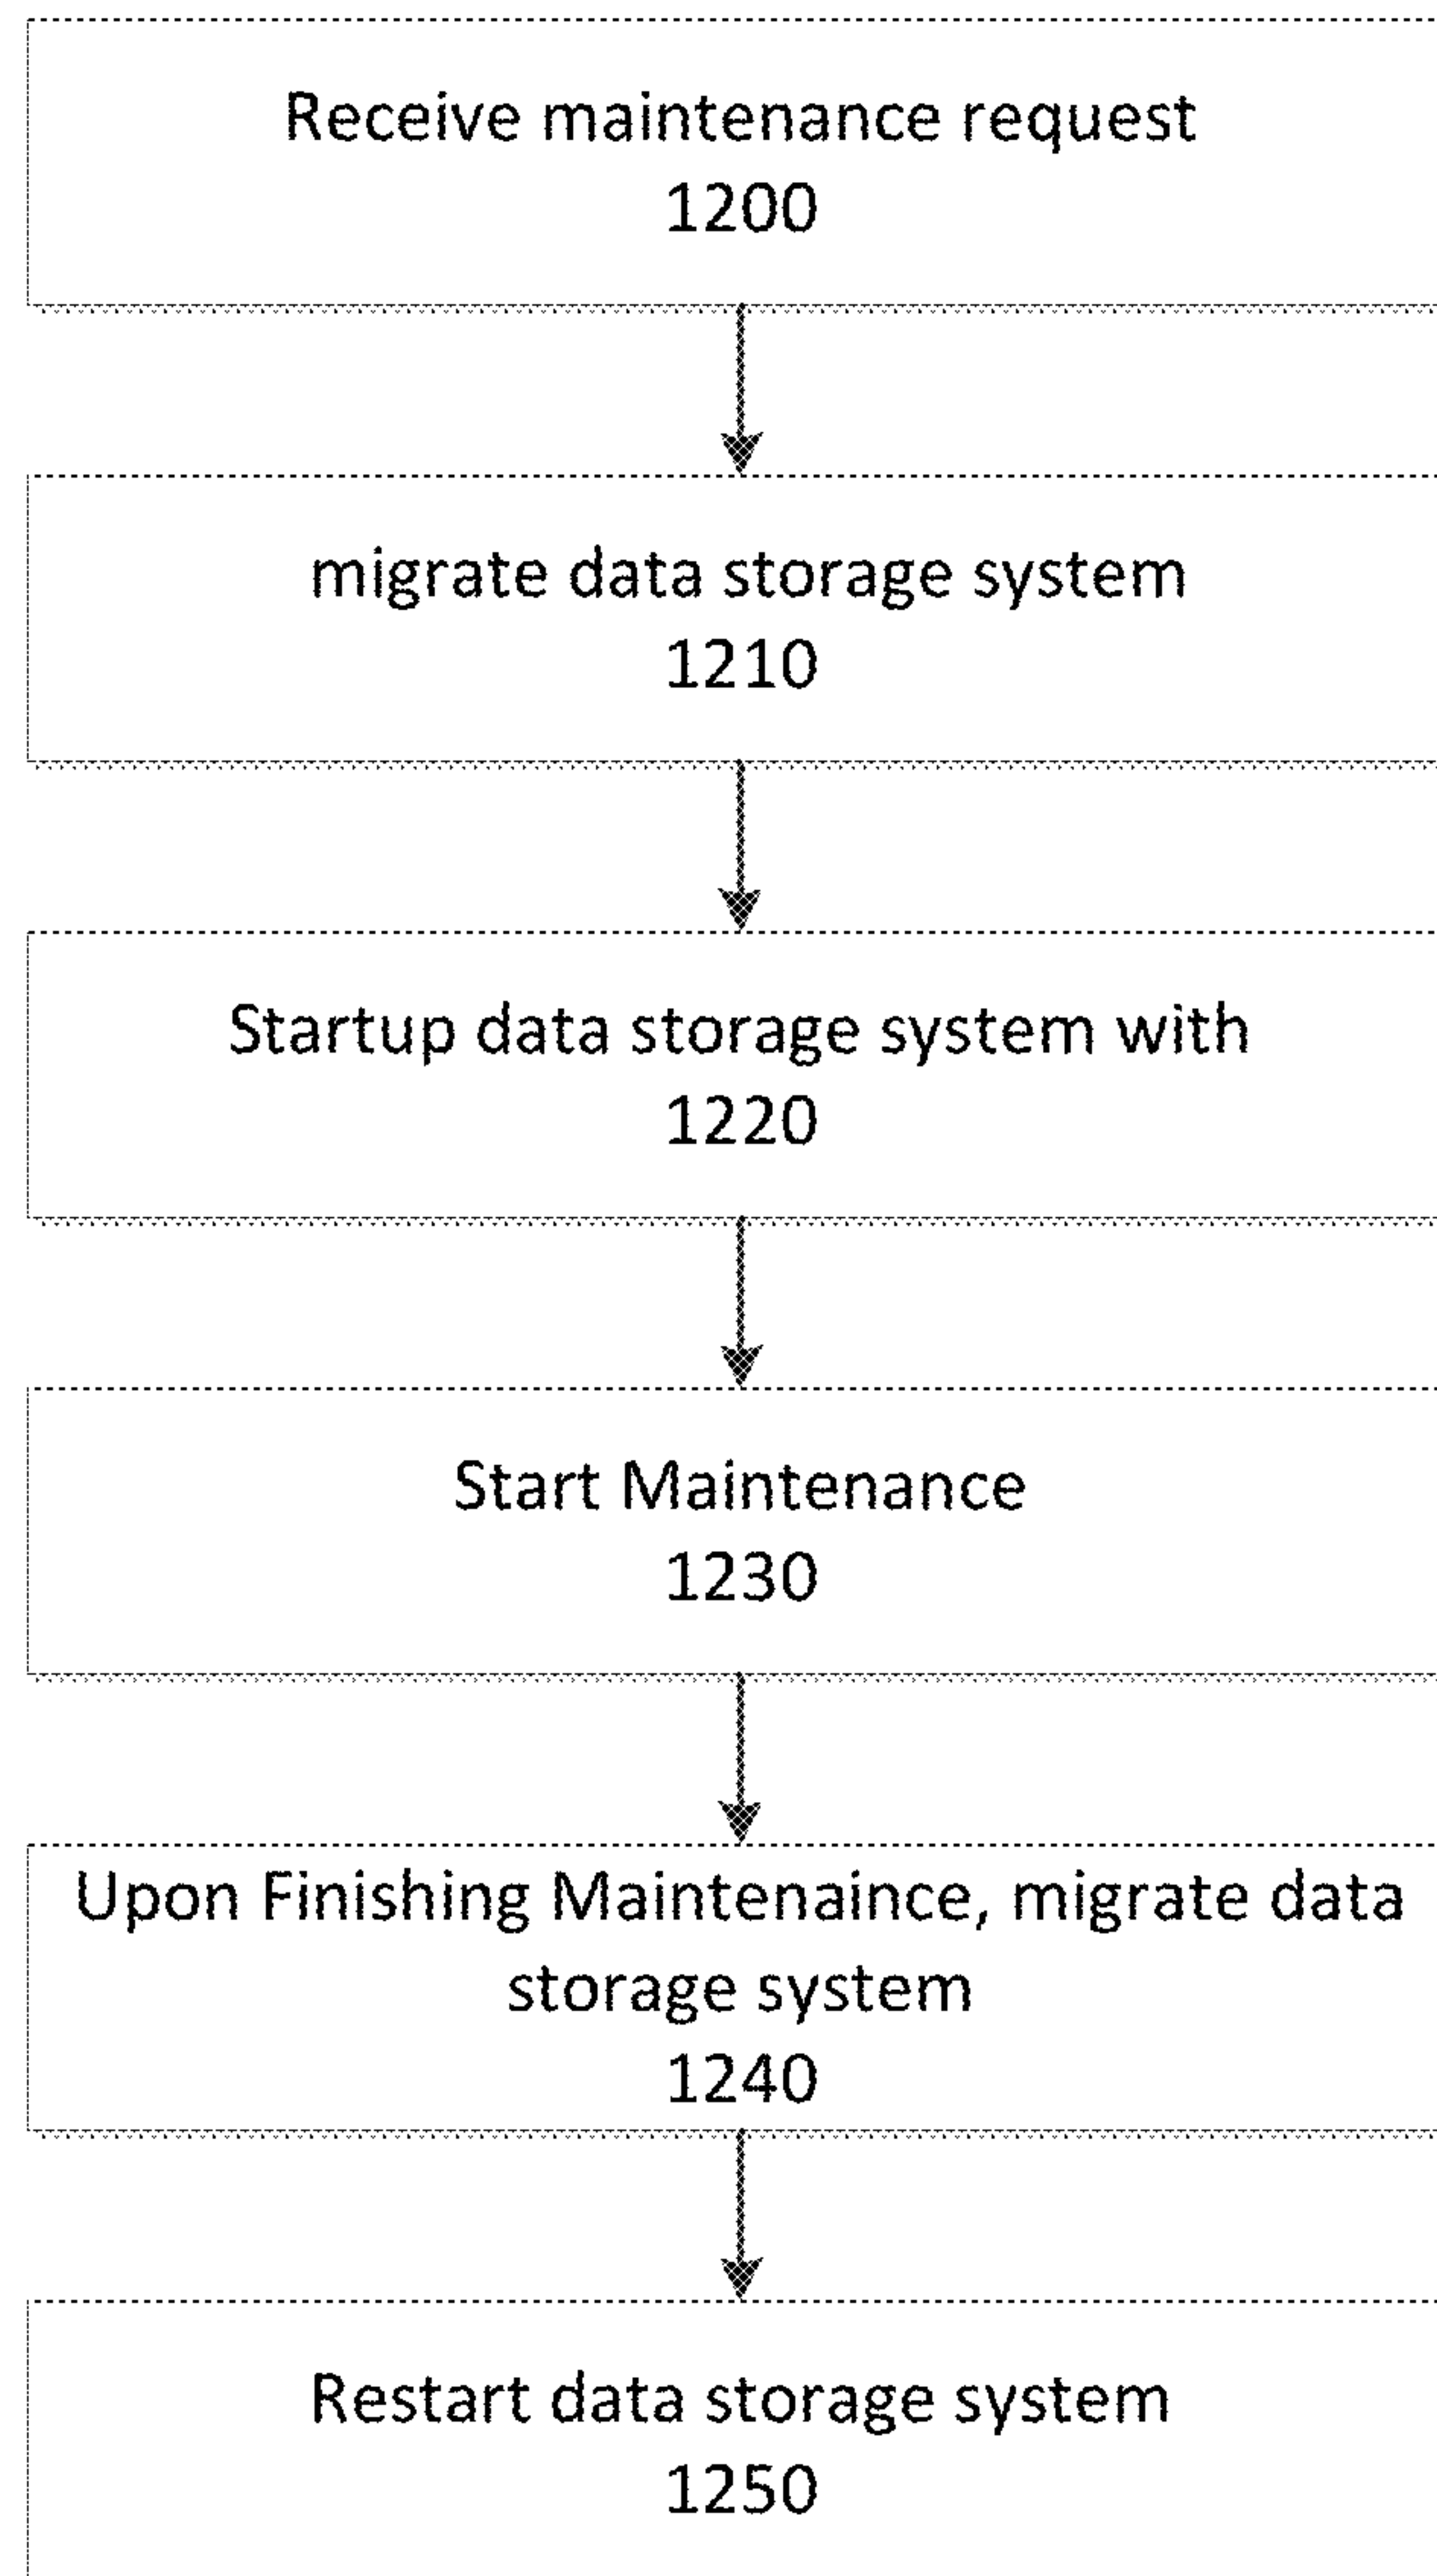 Receive maintenance request
1200
migrate data storage system
1210
Startup data storage system with
1220
Start Maintenance
1230
Upon Finishing Maintenaince, migrate data
storage system
1240
Restart data storage system
1250